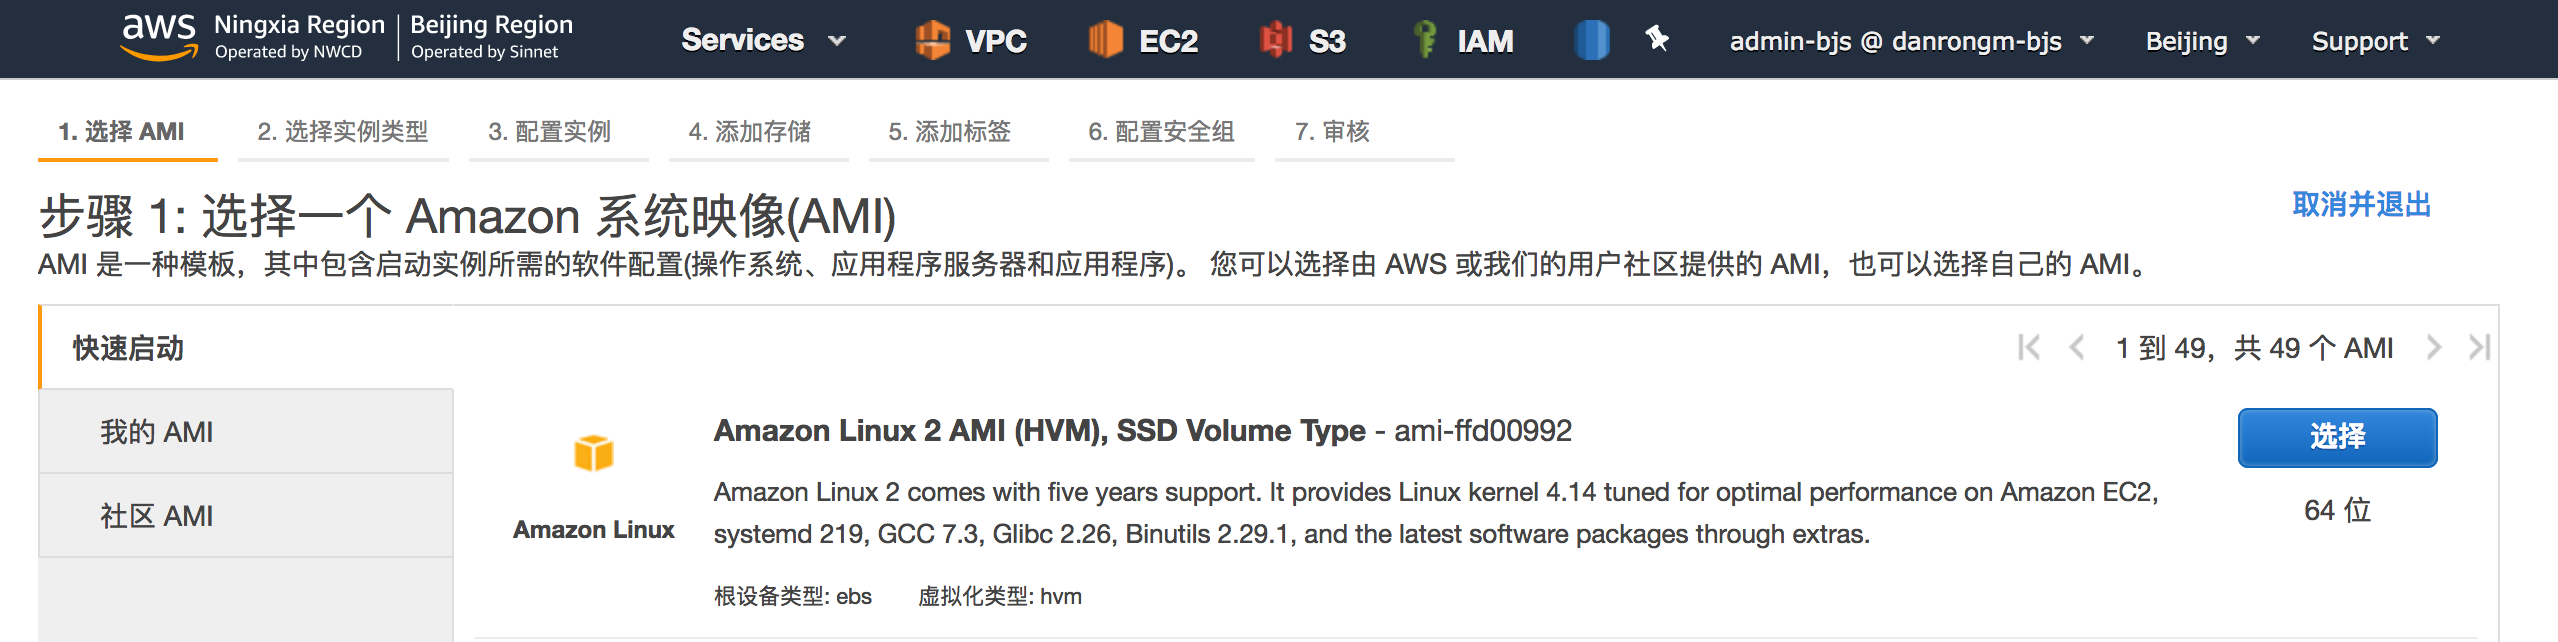 aws Ningxia Region Operated by NWCD Beijing Region Operated by Sinnet Services VPC EC2 S3 IAM admin-bjs @ danrongm-bjs Beijing Support
1. 选择 AMI 2. 选择实例类型 3. 配置实例 4. 添加存储 5. 添加标签 6. 配置安全组 7. 审核
步骤 1: 选择一个 Amazon 系统映像(AMI)
取消并退出
AMI 是一种模板，其中包含启动实例所需的软件配置(操作系统、应用程序服务器和应用程序)。 您可以选择由 AWS 或我们的用户社区提供的 AMI，也可以选择自己的 AMI。
快速启动
1 到 49，共 49 个 AMI
我的 AMI
社区 AMI
Amazon Linux
Amazon Linux 2 AMI (HVM), SSD Volume Type - ami-ffd00992
Amazon Linux 2 comes with five years support. It provides Linux kernel 4.14 tuned for optimal performance on Amazon EC2,
systemd 219, GCC 7.3, Glibc 2.26, Binutils 2.29.1, and the latest software packages through extras.
根设备类型: ebs 虚拟化类型: hvm
选择
64 位